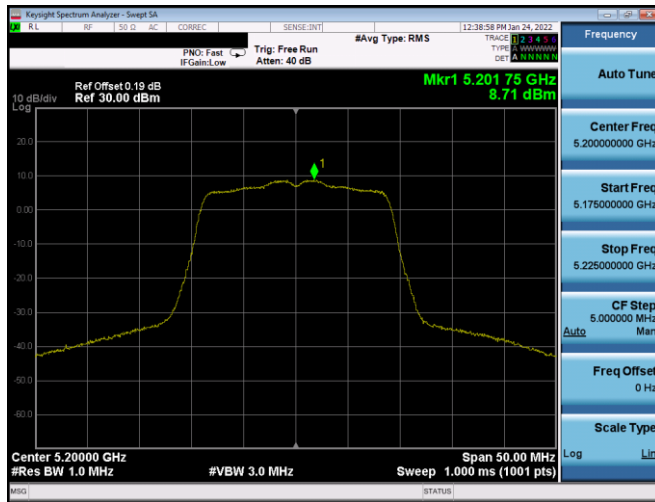 Keysight Spectrum Analyzer - Swept SA
RL RF 50 Ω AC CORREC SENSE:INT 12:38:58 PM Jan 24, 2022
#Avg Type: RMS
TRACE 1 2 3 4 5 6
TYPE A WWWWW
DET A N N N N N
PNO: Fast
IFGain:Low
Trig: Free Run
Atten: 40 dB
Ref Offset 0.19 dB
Ref 30.00 dBm
Mkr1 5.201 75 GHz
8.71 dBm
10 dB/div
Log
1
20.0
10.0
0.00
-10.0
-20.0
-30.0
-40.0
-50.0
-60.0
Center 5.20000 GHz
Span 50.00 MHz
#Res BW 1.0 MHz
#VBW 3.0 MHz
Sweep 1.000 ms (1001 pts)
MSG
STATUS
Frequency
Auto Tune
Center Freq
5.200000000 GHz
Start Freq
5.175000000 GHz
Stop Freq
5.225000000 GHz
CF Step
5.000000 MHz
Auto Man
Freq Offset
0 Hz
Scale Type
Log Lin